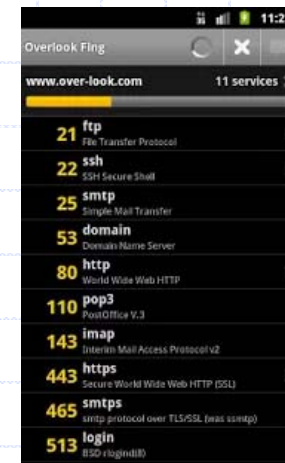 11:2
Overlook Fing
www.over-look.com 11 services
21 ftp
File Transfer Protocol
22 ssh
SSH Secure Shell
25 smtp
Simple Mail Transfer
53 domain
Domain Name Server
80 http
World Wide Web HTTP
110 pop3
PostOffice V.3
143 imap
Interim Mail Access Protocol v2
443 https
Secure World Wide Web HTTP (SSL)
465 smtps
smtp protocol over TLS/SSL (was ssmtp)
513 login
BSD rlogind(8)